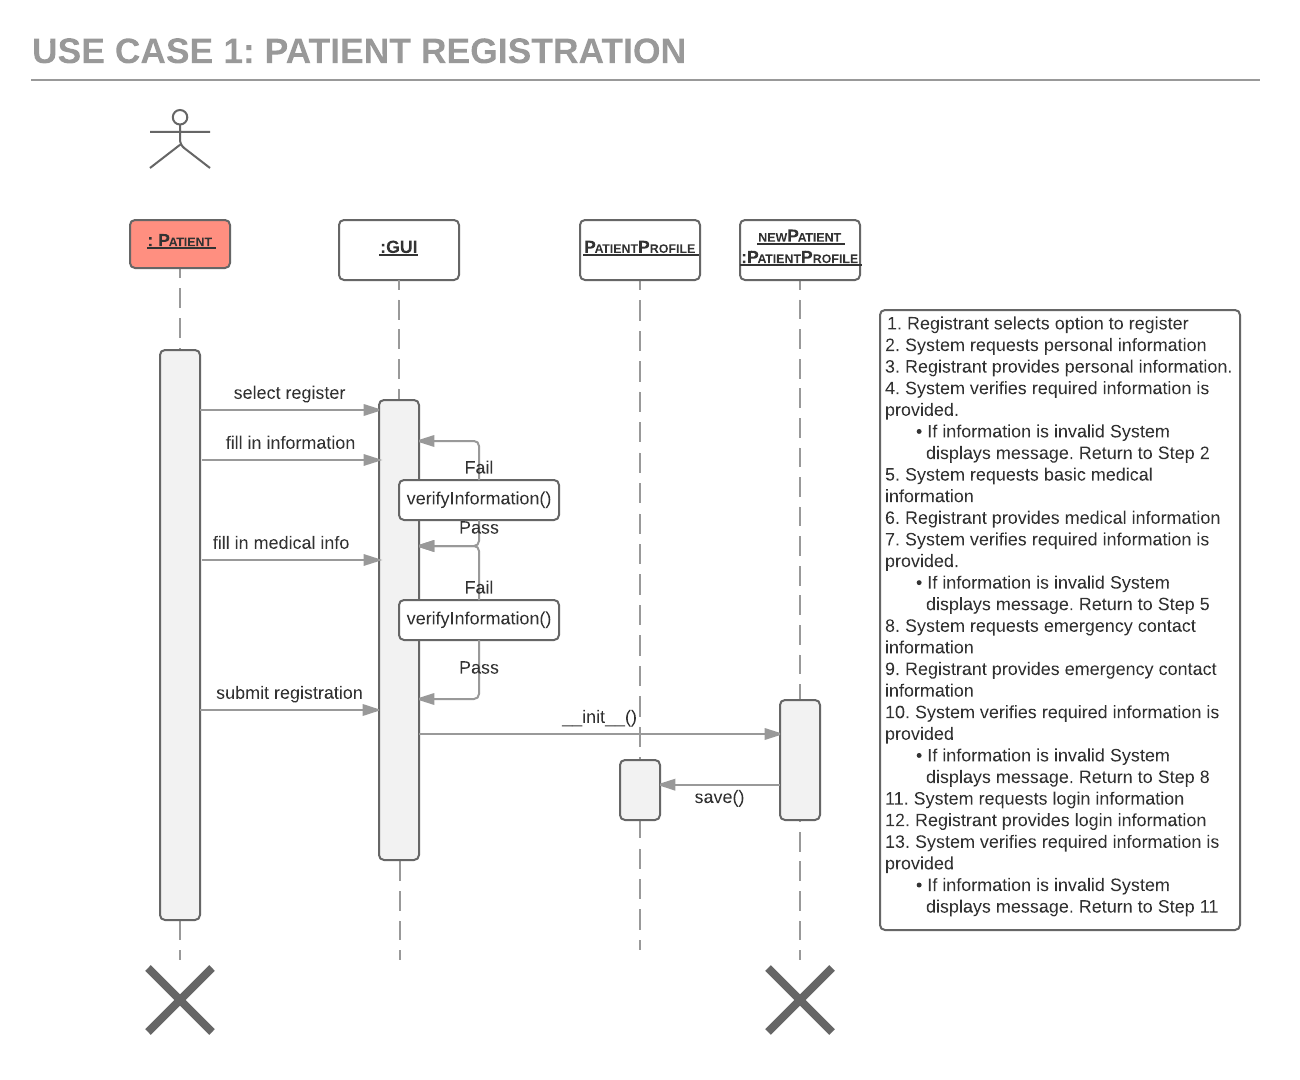 USE CASE 1: PATIENT REGISTRATION
: PATIENT
:GUI
PATIENTPROFILE
NEWPATIENT
:PATIENTPROFILE
select register
fill in information
Fail
verifyInformation()
Pass
fill in medical info
Fail
verifyInformation()
Pass
submit registration
__init__()
save()
1. Registrant selects option to register
2. System requests personal information
3. Registrant provides personal information.
4. System verifies required information is
provided.
• If information is invalid System
displays message. Return to Step 2
5. System requests basic medical
information
6. Registrant provides medical information
7. System verifies required information is
provided.
• If information is invalid System
displays message. Return to Step 5
8. System requests emergency contact
information
9. Registrant provides emergency contact
information
10. System verifies required information is
provided
• If information is invalid System
displays message. Return to Step 8
11. System requests login information
12. Registrant provides login information
13. System verifies required information is
provided
• If information is invalid System
displays message. Return to Step 11